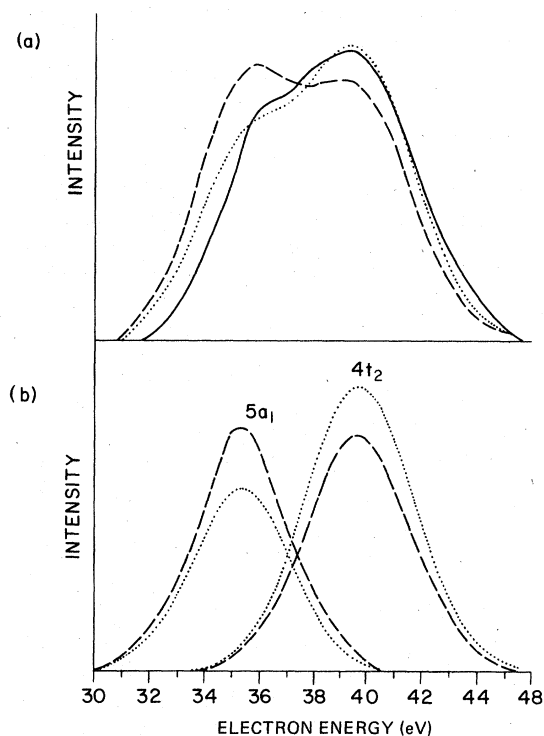 (a)
INTENSITY
(b)
4t₂
5a₁
INTENSITY
30 32 34 36 38 40 42 44 46 48
ELECTRON ENERGY (eV)